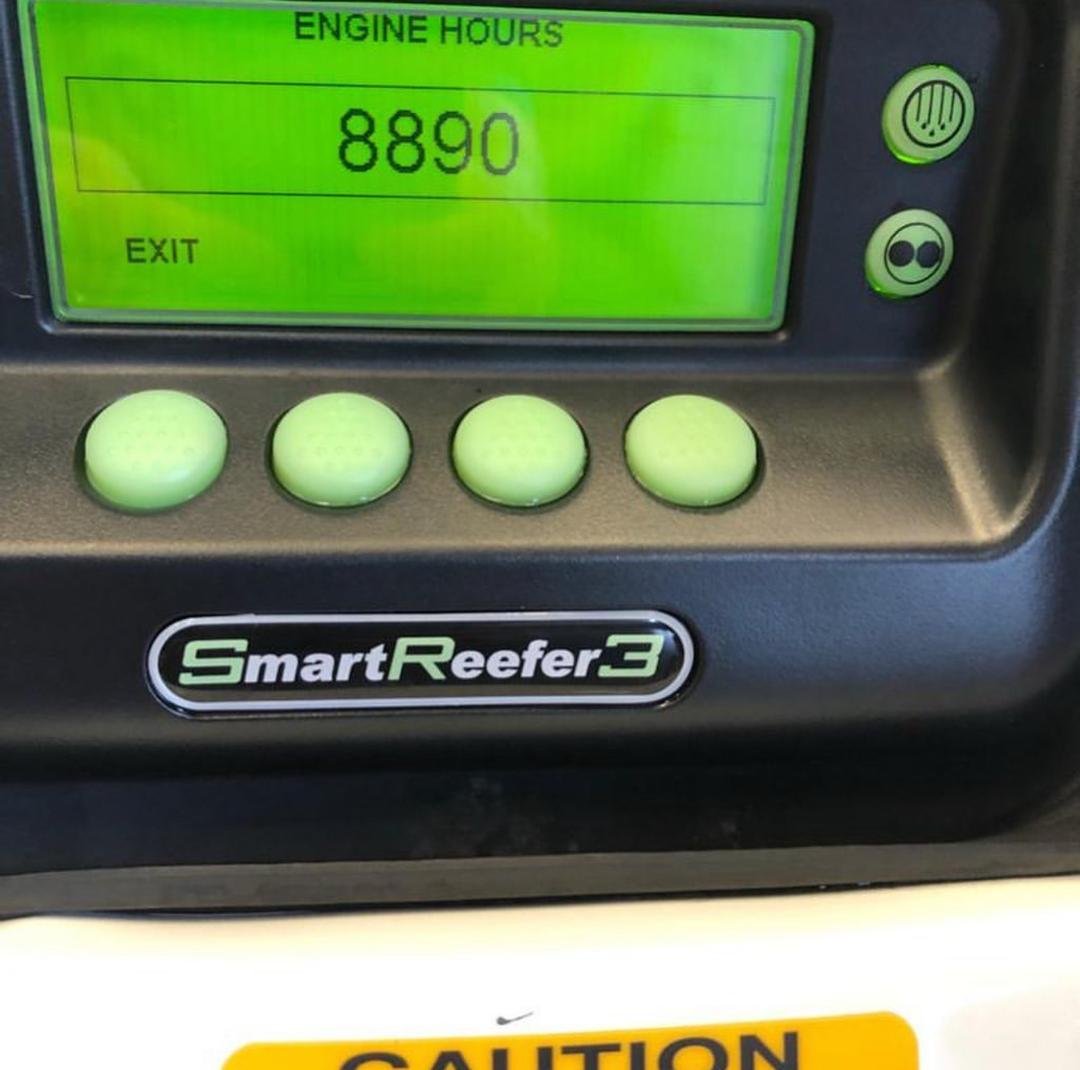 ENGINE HOURS
8890
EXIT
SmartReefer3
CAUTION